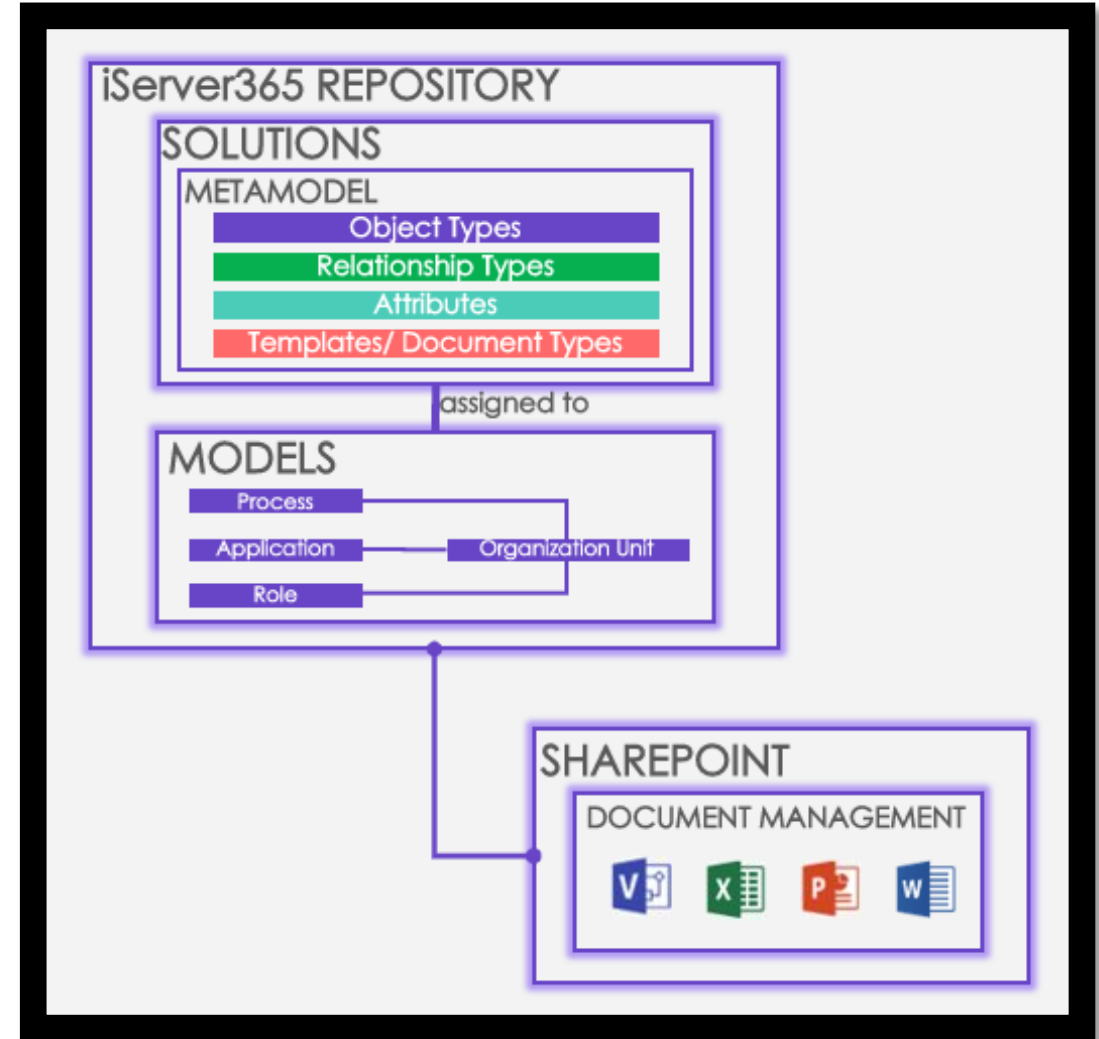 iServer365 REPOSITORY
SOLUTIONS
METAMODEL
Object Types
Relationship Types
Attributes
Templates/ Document Types
assigned to
MODELS
Process
Application
Organization Unit
Role
SHAREPOINT
DOCUMENT MANAGEMENT
V
X
P
W